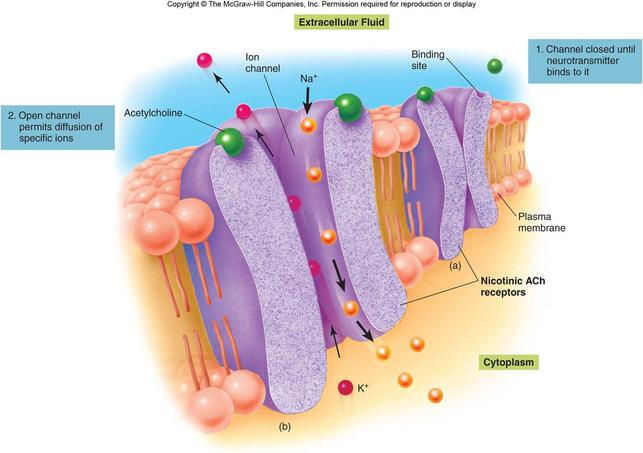 Copyright © The McGraw-Hill Companies, Inc. Permission required for reproduction or display
Extracellular Fluid
1. Channel closed until
neurotransmitter
binds to it
Binding
site
Ion
channel
Na⁺
Acetylcholine
2. Open channel
permits diffusion of
specific ions
Plasma
membrane
(a)
Nicotinic ACh
receptors
Cytoplasm
K⁺
(b)